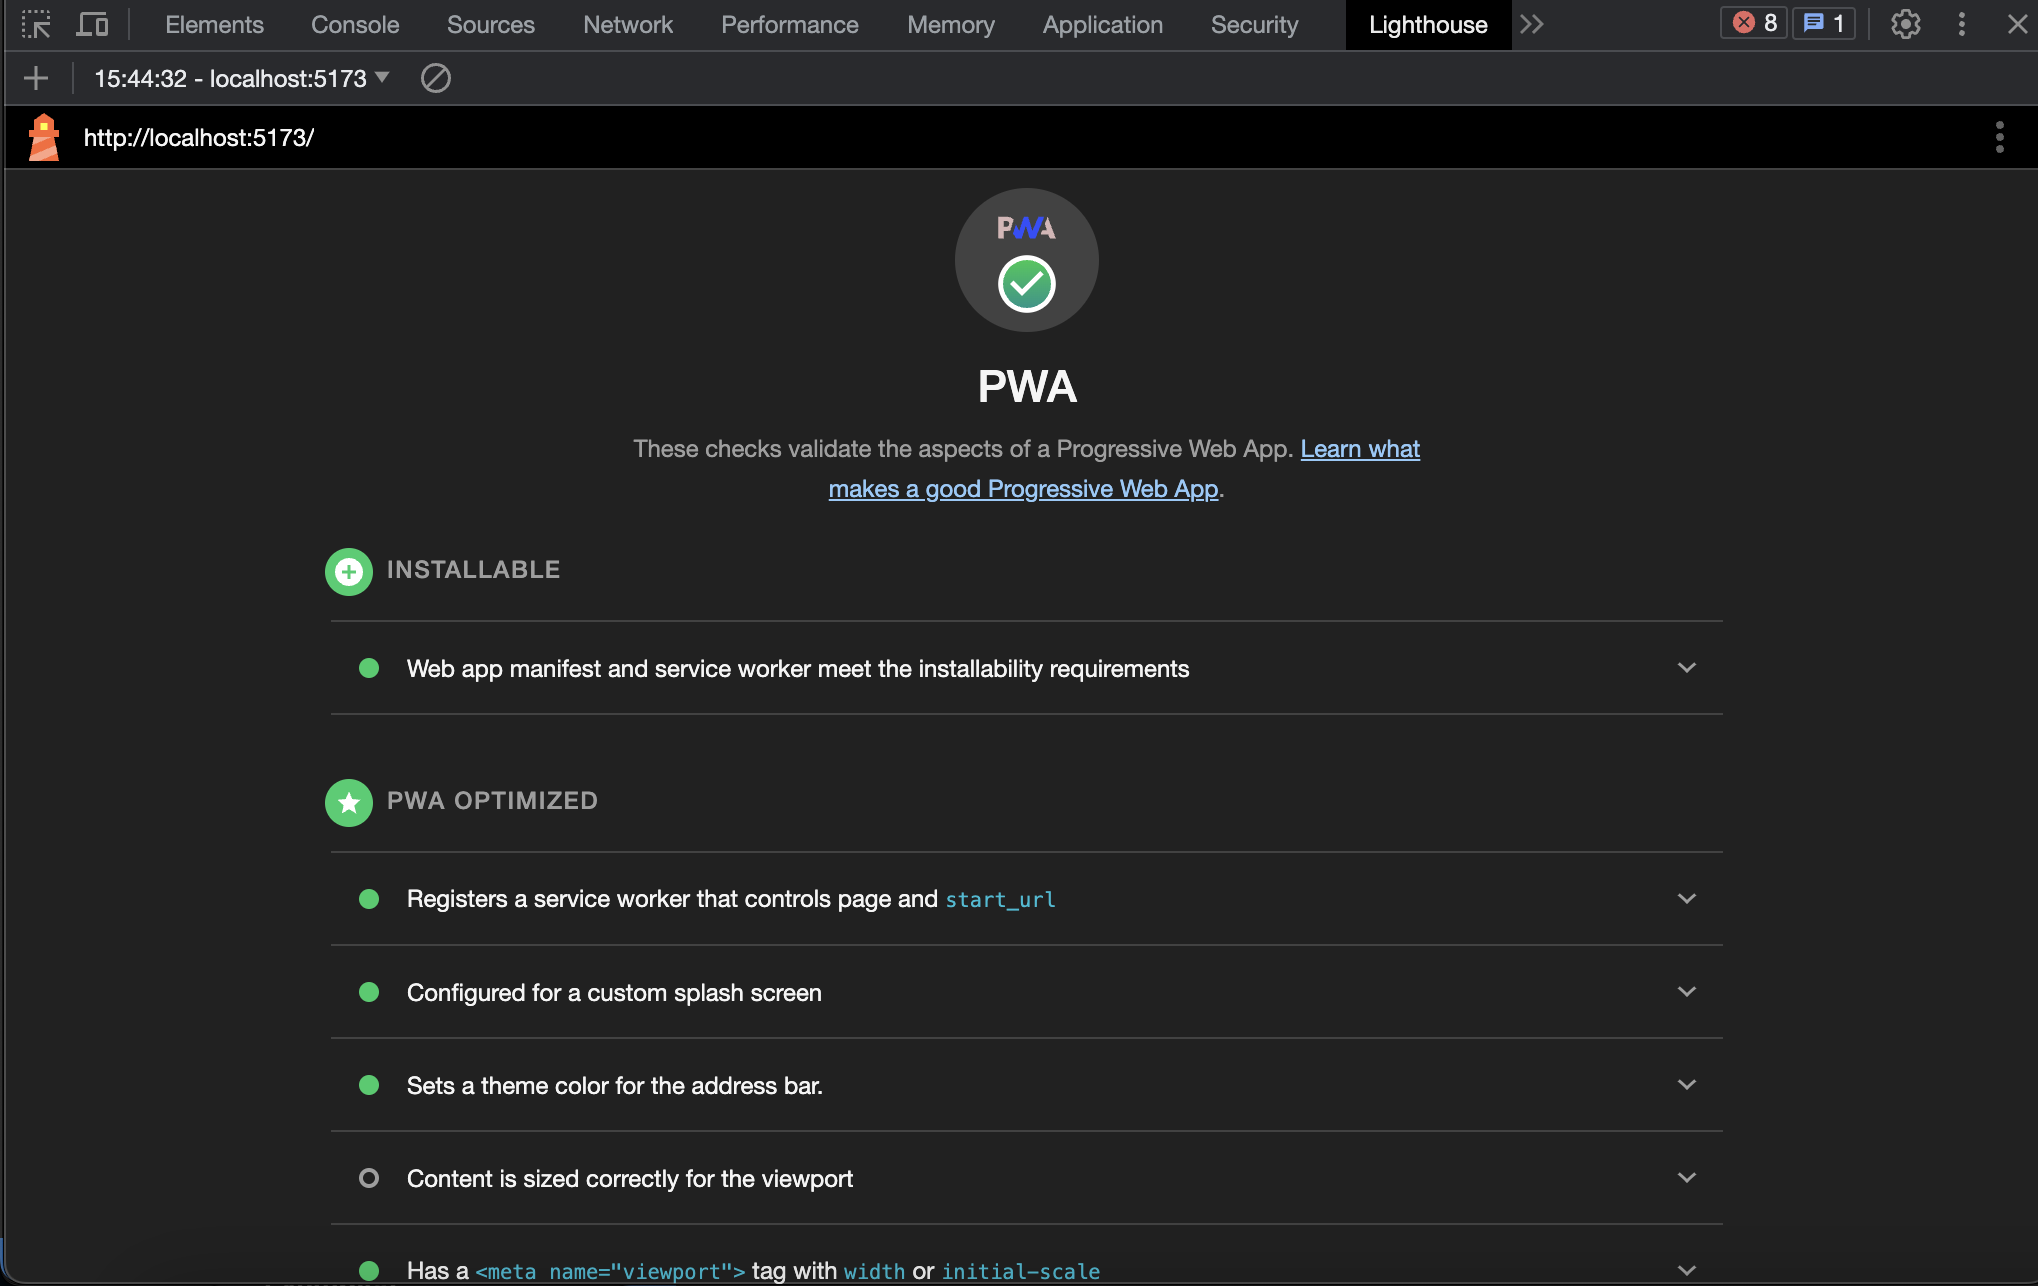 Elements Console Sources Network Performance Memory Application Security Lighthouse 8 1
15:44:32 - localhost:5173
http://localhost:5173/
PWA
PWA
These checks validate the aspects of a Progressive Web App. Learn what
makes a good Progressive Web App.
INSTALLABLE
Web app manifest and service worker meet the installability requirements
PWA OPTIMIZED
Registers a service worker that controls page and start_url
Configured for a custom splash screen
Sets a theme color for the address bar.
Content is sized correctly for the viewport
Has a <meta name="viewport"> tag with width or initial-scale